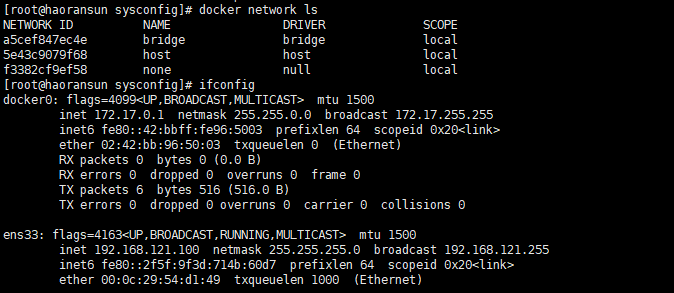 [root@haoransun sysconfig]# docker network ls
NETWORK ID          NAME                DRIVER              SCOPE
a5cef847ec4e        bridge              bridge              local
5e43c9079f68        host                host                local
f3382cf9ef58        none                null                local
[root@haoransun sysconfig]# ifconfig
docker0: flags=4099<UP,BROADCAST,MULTICAST>  mtu 1500
        inet 172.17.0.1  netmask 255.255.0.0  broadcast 172.17.255.255
        inet6 fe80::42:bbff:fe96:5003  prefixlen 64  scopeid 0x20<link>
        ether 02:42:bb:96:50:03  txqueuelen 0  (Ethernet)
        RX packets 0  bytes 0 (0.0 B)
        RX errors 0  dropped 0  overruns 0  frame 0
        TX packets 6  bytes 516 (516.0 B)
        TX errors 0  dropped 0 overruns 0  carrier 0  collisions 0

ens33: flags=4163<UP,BROADCAST,RUNNING,MULTICAST>  mtu 1500
        inet 192.168.121.100  netmask 255.255.255.0  broadcast 192.168.121.255
        inet6 fe80::2f5f:9f3d:714b:60d7  prefixlen 64  scopeid 0x20<link>
        ether 00:0c:29:54:d1:49  txqueuelen 1000  (Ethernet)